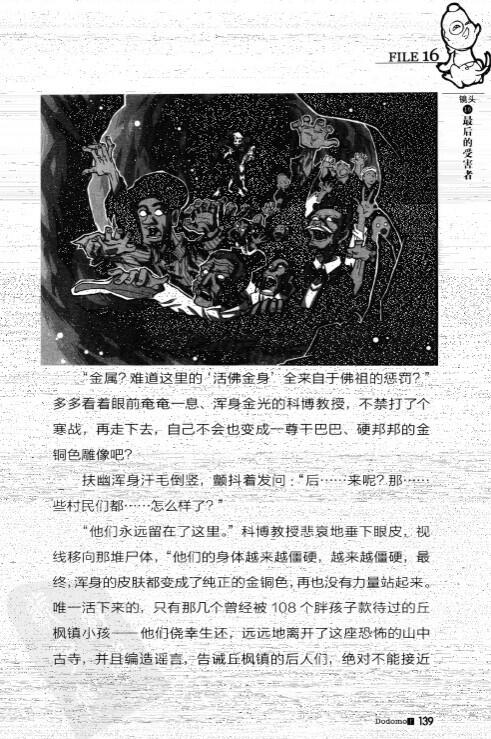 FILE 16
镜头
16
最后的受害者
“金属？难道这里的‘活佛金身’全来自于佛祖的惩罚？”
多多看着眼前奄奄一息、浑身金光的科博教授，不禁打了个
寒战，再走下去，自己不会也变成一尊干巴巴、硬邦邦的金
铜色雕像吧？
扶幽浑身汗毛倒竖，颤抖着发问：“后……来呢？那……
些村民们都……怎么样了？”
“他们永远留在了这里。”科博教授悲哀地垂下眼皮，视
线移向那堆尸体，“他们的身体越来越僵硬，越来越僵硬，最
终，浑身的皮肤都变成了纯正的金铜色，再也没有力量站起来。
唯一活下来的，只有那几个曾经被 108 个胖孩子款待过的丘
枫镇小孩——他们侥幸生还，远远地离开了这座恐怖的山中
古寺，并且编造谣言，告诫丘枫镇的后人们，绝对不能接近
Dodomo 139